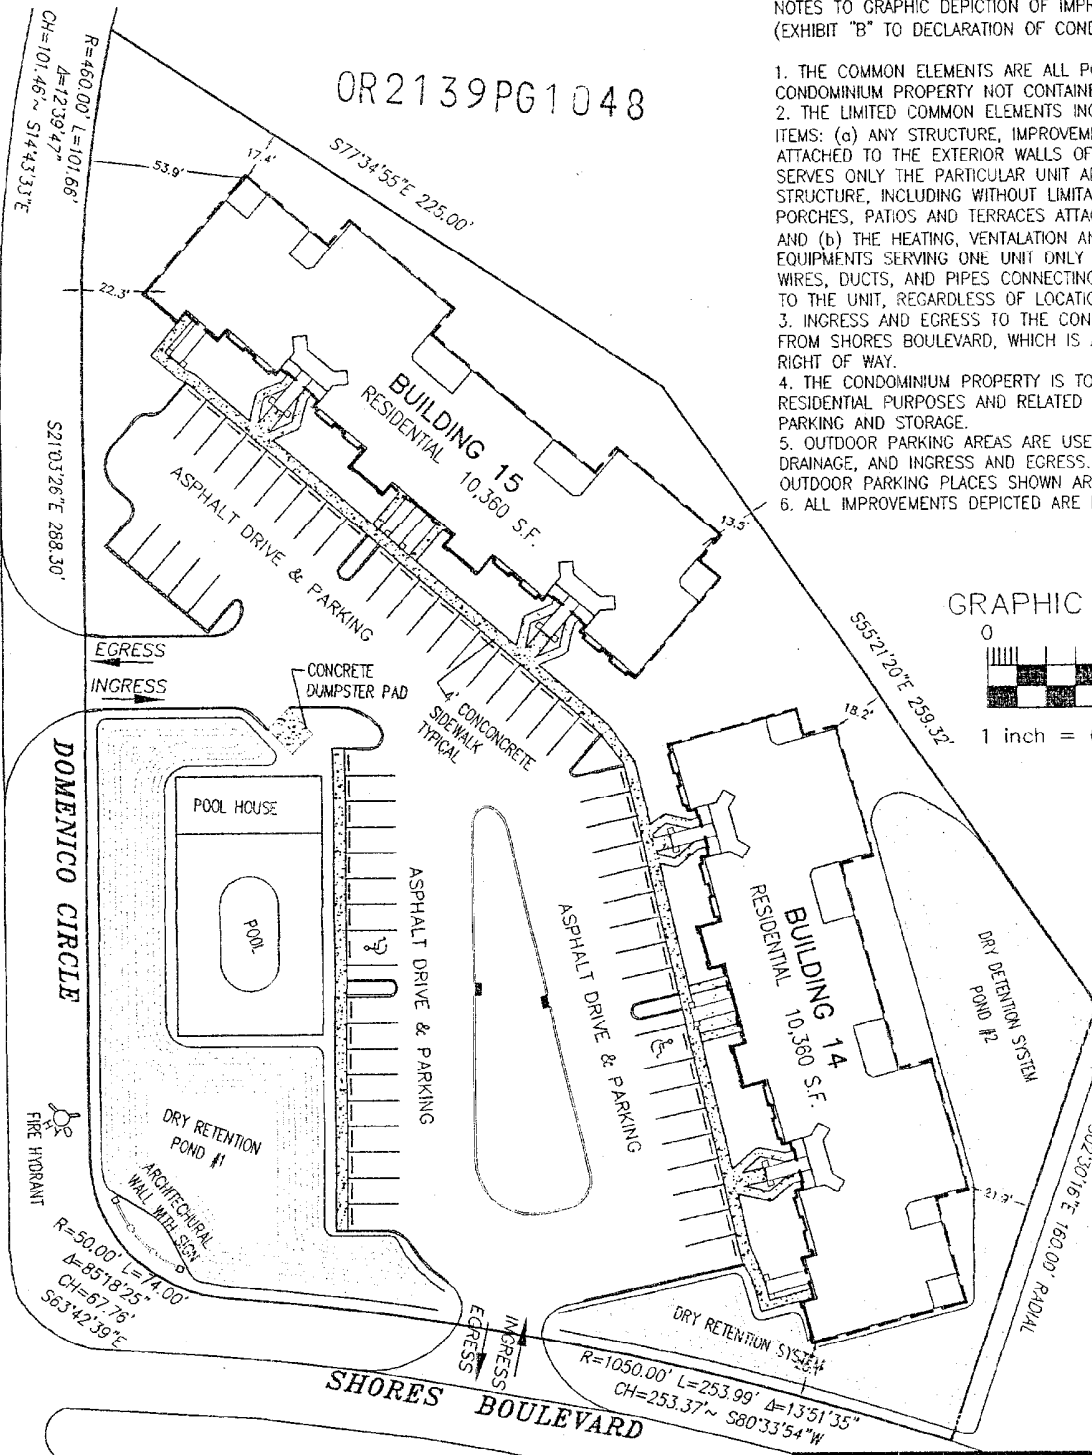 NOTES TO GRAPHIC DEPICTION OF IMPR
(EXHIBIT "B" TO DECLARATION OF COND
1. THE COMMON ELEMENTS ARE ALL PO
CONDOMINIUM PROPERTY NOT CONTAINE
2. THE LIMITED COMMON ELEMENTS INC
ITEMS: (a) ANY STRUCTURE, IMPROVEME
ATTACHED TO THE EXTERIOR WALLS OF
SERVES ONLY THE PARTICULAR UNIT A
STRUCTURE, INCLUDING WITHOUT LIMITA
PORCHES, PATIOS AND TERRACES ATTA
AND (b) THE HEATING, VENTALATION AN
EQUIPMENTS SERVING ONE UNIT ONLY
WIRES, DUCTS, AND PIPES CONNECTING
TO THE UNIT, REGARDLESS OF LOCATIO
3. INGRESS AND EGRESS TO THE CON
FROM SHORES BOULEVARD, WHICH IS A
RIGHT OF WAY.
4. THE CONDOMINIUM PROPERTY IS TO
RESIDENTIAL PURPOSES AND RELATED
PARKING AND STORAGE.
5. OUTDOOR PARKING AREAS ARE USE
DRAINAGE, AND INGRESS AND EGRESS.
OUTDOOR PARKING PLACES SHOWN AR
6. ALL IMPROVEMENTS DEPICTED ARE
OR2139PG1048
R=460.00' L=101.66'
Δ=12°39'47"
CH=101.46'~ S14°43'33"E
53.9'
17.4'
S77°34'55"E 225.00'
22.3'
BUILDING 15
RESIDENTIAL
10,360 S.F.
13.5'
S21°03'26"E 288.30'
ASPHALT DRIVE & PARKING
EGRESS
INGRESS
CONCRETE
DUMPSTER PAD
4' CONCONCRETE
SIDEWALK
TYPICAL
GRAPHIC
0
1 inch =
S55°21'20"E 259.32'
18.2'
DOMENICO CIRCLE
POOL HOUSE
POOL
ASPHALT DRIVE & PARKING
ASPHALT DRIVE & PARKING
BUILDING 14
RESIDENTIAL
10,360 S.F.
DRY DETENTION SYSTEM
POND #2
S02°30'16"E 160.00' RADIAL
21.9'
FIRE HYDRANT
DRY RETENTION
POND #1
ARCHITECHURAL
WALL WITH SIGN
R=50.00' L=74.00'
Δ=85°18'25"
CH=67.76'
S63°42'39"E
EGRESS
INGRESS
DRY RETENTION SYSTEM
R=1050.00' L=253.99' Δ=13°51'35"
CH=253.37'~ S80°33'54"W
SHORES BOULEVARD